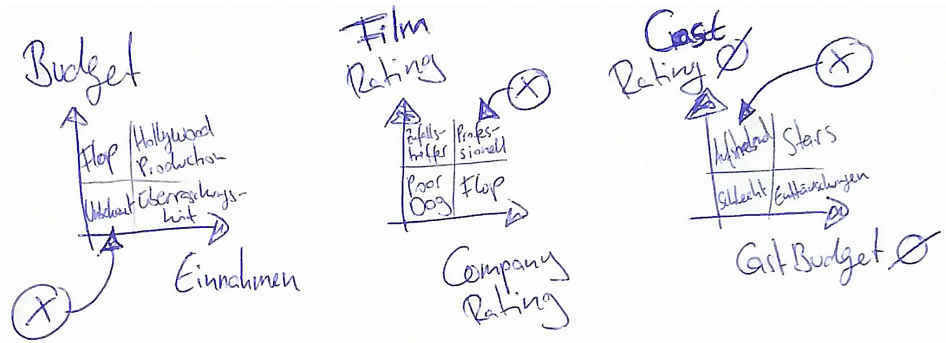 Budget
Flop
Hollywood
Production
Überraschungs-
hit
Einnahmen
X
Film
Rating
X
Zufalls-
treffer
Profes-
sionell
Poor
Dog
Flop
Company
Rating
Cast
Rating Ø
X
Aufstrebend
Stars
Schlecht
Enttäuschungen
Cast Budget Ø